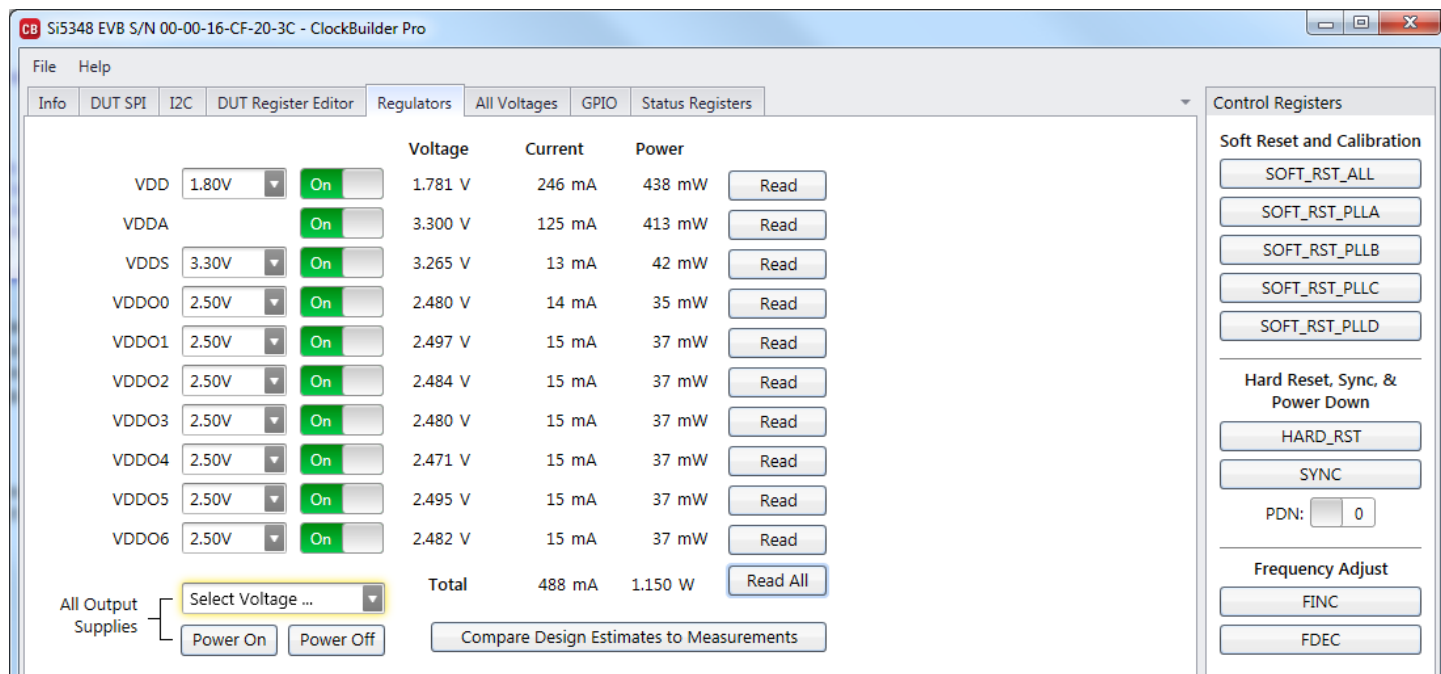 CB Si5348 EVB S/N 00-00-16-CF-20-3C - ClockBuilder Pro
File Help
Info DUT SPI I2C DUT Register Editor Regulators All Voltages GPIO Status Registers
Voltage Current Power
VDD 1.80V On 1.781 V 246 mA 438 mW Read
VDDA On 3.300 V 125 mA 413 mW Read
VDDS 3.30V On 3.265 V 13 mA 42 mW Read
VDDO0 2.50V On 2.480 V 14 mA 35 mW Read
VDDO1 2.50V On 2.497 V 15 mA 37 mW Read
VDDO2 2.50V On 2.484 V 15 mA 37 mW Read
VDDO3 2.50V On 2.480 V 15 mA 37 mW Read
VDDO4 2.50V On 2.471 V 15 mA 37 mW Read
VDDO5 2.50V On 2.495 V 15 mA 37 mW Read
VDDO6 2.50V On 2.482 V 15 mA 37 mW Read
Total 488 mA 1.150 W Read All
All Output
Supplies
Select Voltage ...
Power On Power Off
Compare Design Estimates to Measurements
Control Registers
Soft Reset and Calibration
SOFT_RST_ALL
SOFT_RST_PLLA
SOFT_RST_PLLB
SOFT_RST_PLLC
SOFT_RST_PLLD
Hard Reset, Sync, &
Power Down
HARD_RST
SYNC
PDN: 0
Frequency Adjust
FINC
FDEC